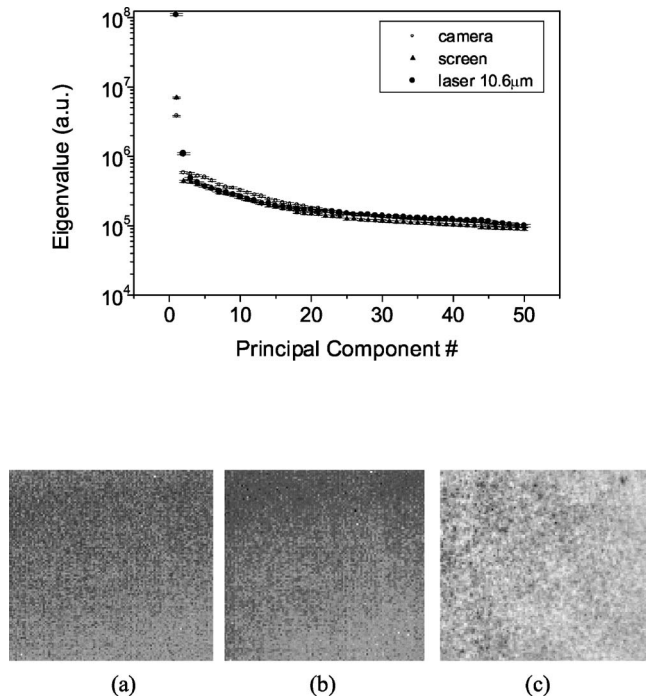 10⁸
10⁷
10⁶
10⁵
10⁴
Eigenvalue (a.u.)
camera
screen
laser 10.6μm
0 10 20 30 40 50
Principal Component #
(a) (b) (c)